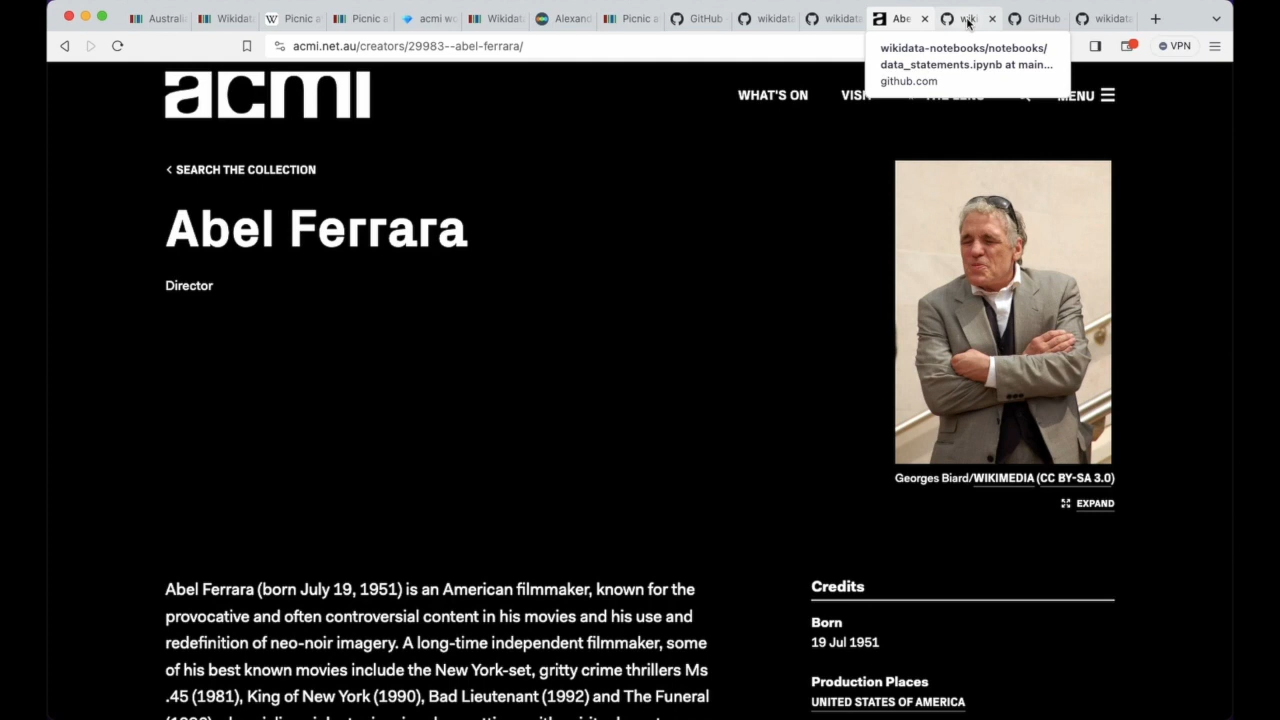 Australi
Wikidat
Picnic a
Picnic a
acmi wo
Wikidat
Alexand
Picnic a
GitHub
wikidata
wikidata
Abe
wiki
GitHub
wikidata
acmi.net.au/creators/29983--abel-ferrara/
VPN
wikidata-notebooks/notebooks/
data_statements.ipynb at main...
github.com
acmi
WHAT'S ON
VISIT
THE LENS
MENU
< SEARCH THE COLLECTION
Abel Ferrara
Director
Georges Biard/WIKIMEDIA (CC BY-SA 3.0)
EXPAND
Abel Ferrara (born July 19, 1951) is an American filmmaker, known for the
provocative and often controversial content in his movies and his use and
redefinition of neo-noir imagery. A long-time independent filmmaker, some
of his best known movies include the New York-set, gritty crime thrillers Ms
.45 (1981), King of New York (1990), Bad Lieutenant (1992) and The Funeral
Credits
Born
19 Jul 1951
Production Places
UNITED STATES OF AMERICA